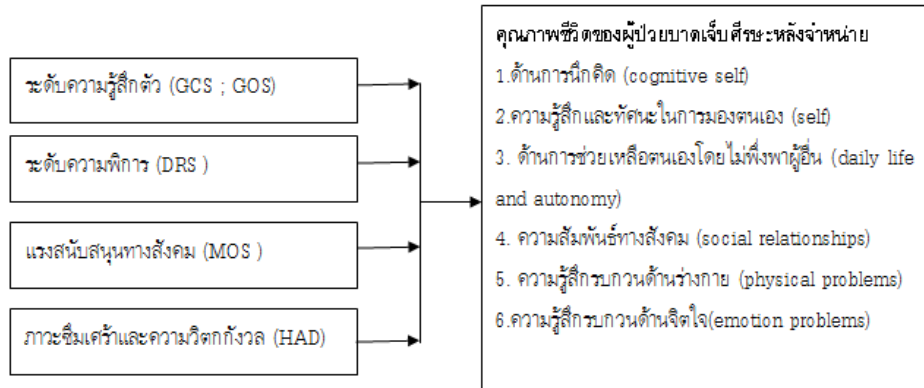 ระดับความรู้สึกตัว (GCS ; GOS)
ระดับความพิการ (DRS )
แรงสนับสนุนทางสังคม (MOS )
ภาวะซึมเศร้าและความวิตกกังวล (HAD)
คุณภาพชีวิตของผู้ป่วยบาดเจ็บศีรษะหลังจำหน่าย
1.ด้านการนึกคิด (cognitive self)
2.ความรู้สึกและทัศนะในการมองตนเอง (self)
3. ด้านการช่วยเหลือตนเองโดยไม่พึ่งพาผู้อื่น (daily life
and autonomy)
4. ความสัมพันธ์ทางสังคม (social relationships)
5. ความรู้สึกรบกวนด้านร่างกาย (physical problems)
6.ความรู้สึกรบกวนด้านจิตใจ(emotion problems)